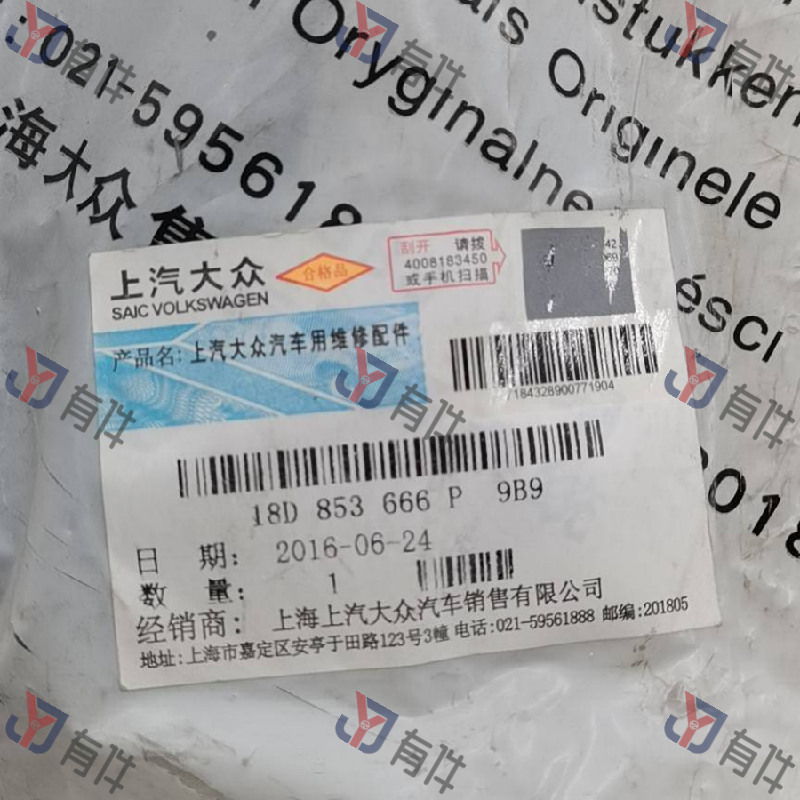 stukken
Oryginalne
ais Originele
: 021-595618
海大众
ésci
2018
上汽大众
SAIC VOLKSWAGEN
合格品
刮开 请拨
4008183450
或手机扫描
产品名: 上汽大众汽车用维修配件
7184328900771904
18D 853 666 P 9B9
日 期: 2016-06-24
数 量: 1
经销商: 上海上汽大众汽车销售有限公司
地址:上海市嘉定区安亭于田路123号3幢 电话:021-59561888 邮编:201805
有件